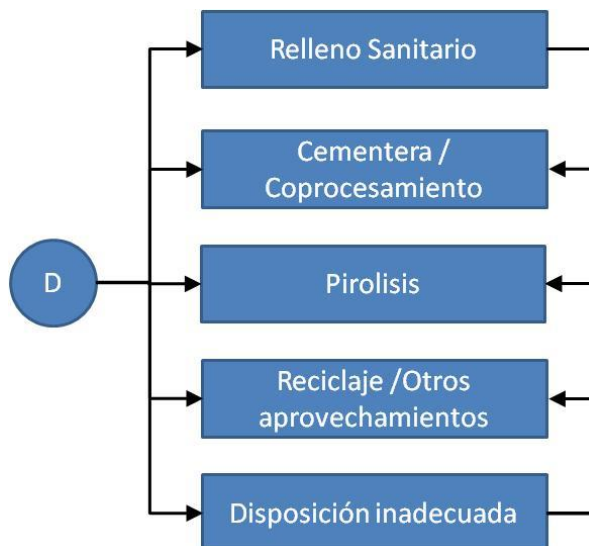 Relleno Sanitario
Cementera /
Coprocesamiento
D
Pirolisis
Reciclaje /Otros
aprovechamientos
Disposición inadecuada